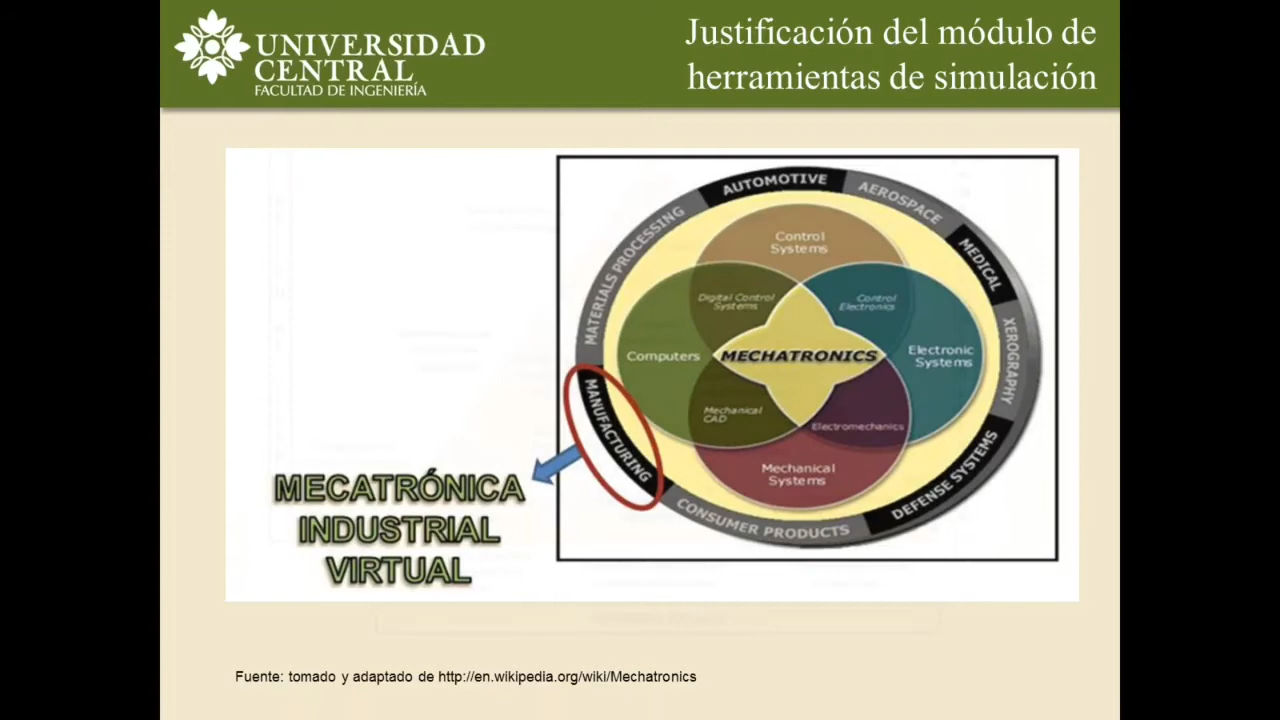 UNIVERSIDAD
CENTRAL
FACULTAD DE INGENIERÍA
Justificación del módulo de
herramientas de simulación
AUTOMOTIVE
AEROSPACE
MEDICAL
XEROGRAPHY
DEFENSE SYSTEMS
CONSUMER PRODUCTS
MANUFACTURING
MATERIALS PROCESSING
Control
Systems
Digital Control
Systems
Control
Electronics
Computers
MECHATRONICS
Electronic
Systems
Mechanical
CAD
Electromechanics
Mechanical
Systems
MECATRÓNICA
INDUSTRIAL
VIRTUAL
Fuente: tomado y adaptado de http://en.wikipedia.org/wiki/Mechatronics